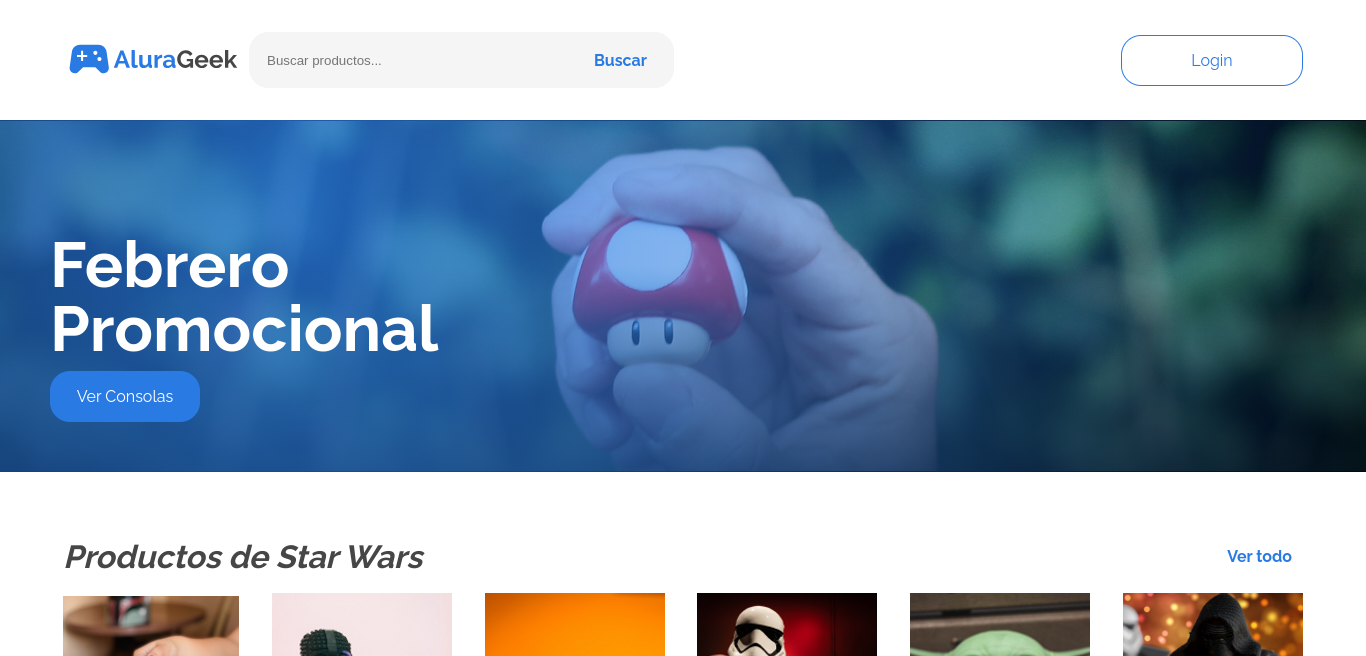 AluraGeek
Buscar productos...
Buscar
Login
Febrero
Promocional
Ver Consolas
Productos de Star Wars
Ver todo